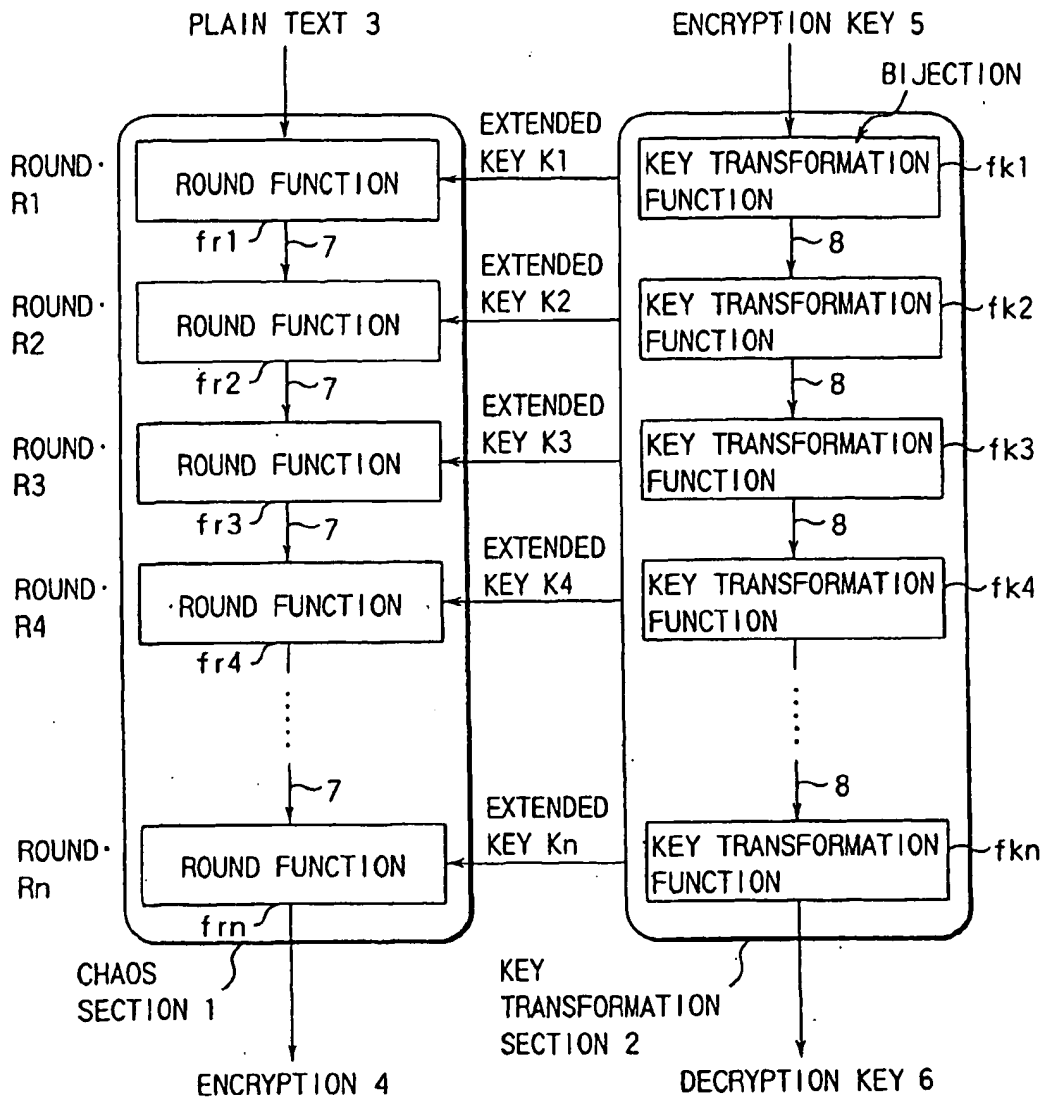 PLAIN TEXT 3
ENCRYPTION KEY 5
BIJECTION
ROUND·
R1
ROUND FUNCTION
fr1
7
EXTENDED
KEY K1
KEY TRANSFORMATION
FUNCTION
fk1
8
ROUND·
R2
ROUND FUNCTION
fr2
7
EXTENDED
KEY K2
KEY TRANSFORMATION
FUNCTION
fk2
8
ROUND·
R3
ROUND FUNCTION
fr3
7
EXTENDED
KEY K3
KEY TRANSFORMATION
FUNCTION
fk3
8
ROUND·
R4
ROUND FUNCTION
fr4
EXTENDED
KEY K4
KEY TRANSFORMATION
FUNCTION
fk4
7
8
ROUND·
Rn
ROUND FUNCTION
frn
EXTENDED
KEY Kn
KEY TRANSFORMATION
FUNCTION
fkn
CHAOS
SECTION 1
KEY
TRANSFORMATION
SECTION 2
ENCRYPTION 4
DECRYPTION KEY 6